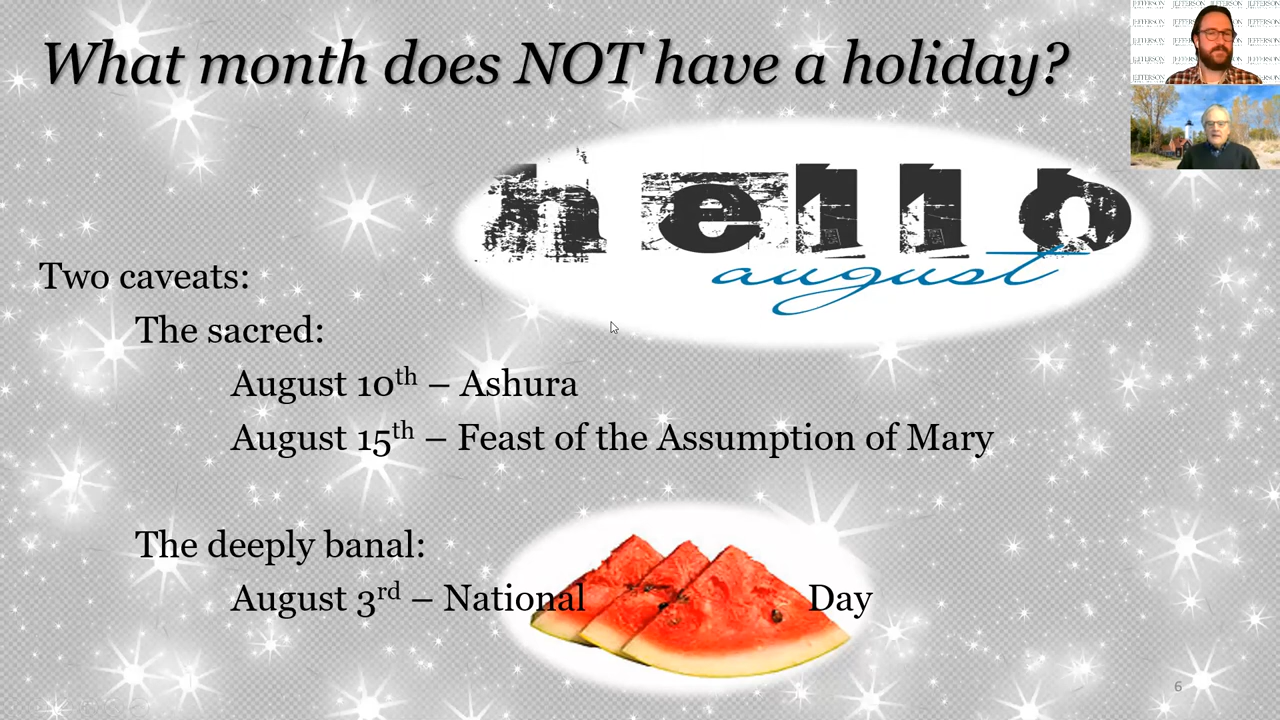 What month does NOT have a holiday?
hello
august
Two caveats:
The sacred:
August 10th – Ashura
August 15th – Feast of the Assumption of Mary
The deeply banal:
August 3rd – National Day
6